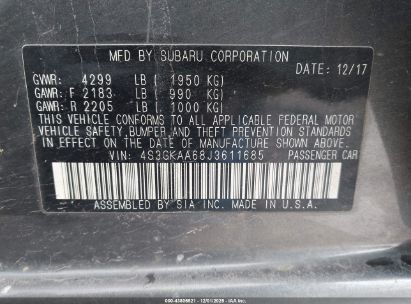 MFD BY SUBARU CORPORATION
DATE: 12/17
GVWR: 4299 LB ( 1950 KG)
GAWR: F 2183 LB ( 990 KG)
GAWR: R 2205 LB ( 1000 KG)
THIS VEHICLE CONFORMS TO ALL APPLICABLE FEDERAL MOTOR
VEHICLE SAFETY, BUMPER AND THEFT PREVENTION STANDARDS IN
EFFECT ON THE DATE OF MANUFACTURE SHOWN ABOVE.
VIN: 4S3GKAA68J3611685 PASSENGER CAR
ASSEMBLED BY SIA INC. MADE IN U.S.A.